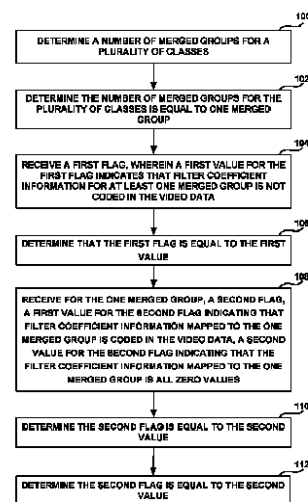 100
DETERMINE A NUMBER OF MERGED GROUPS FOR A
PLURALITY OF CLASSES
102
DETERMINE THE NUMBER OF MERGED GROUPS FOR THE
PLURALITY OF CLASSES IS EQUAL TO ONE MERGED
GROUP
104
RECEIVE A FIRST FLAG, WHEREIN A FIRST VALUE FOR THE
FIRST FLAG INDICATES THAT FILTER COEFFICIENT
INFORMATION FOR AT LEAST ONE MERGED GROUP IS NOT
CODED IN THE VIDEO DATA
106
DETERMINE THAT THE FIRST FLAG IS EQUAL TO THE FIRST
VALUE
108
RECEIVE FOR THE ONE MERGED GROUP, A SECOND FLAG,
A FIRST VALUE FOR THE SECOND FLAG INDICATING THAT
FILTER COEFFICIENT INFORMATION MAPPED TO THE ONE
MERGED GROUP IS CODED IN THE VIDEO DATA, A SECOND
VALUE FOR THE SECOND FLAG INDICATING THAT THE
FILTER COEFFICIENT INFORMATION MAPPED TO THE ONE
MERGED GROUP IS ALL ZERO VALUES
110
DETERMINE THE SECOND FLAG IS EQUAL TO THE SECOND
VALUE
112
DETERMINE THE SECOND FLAG IS EQUAL TO THE SECOND
VALUE